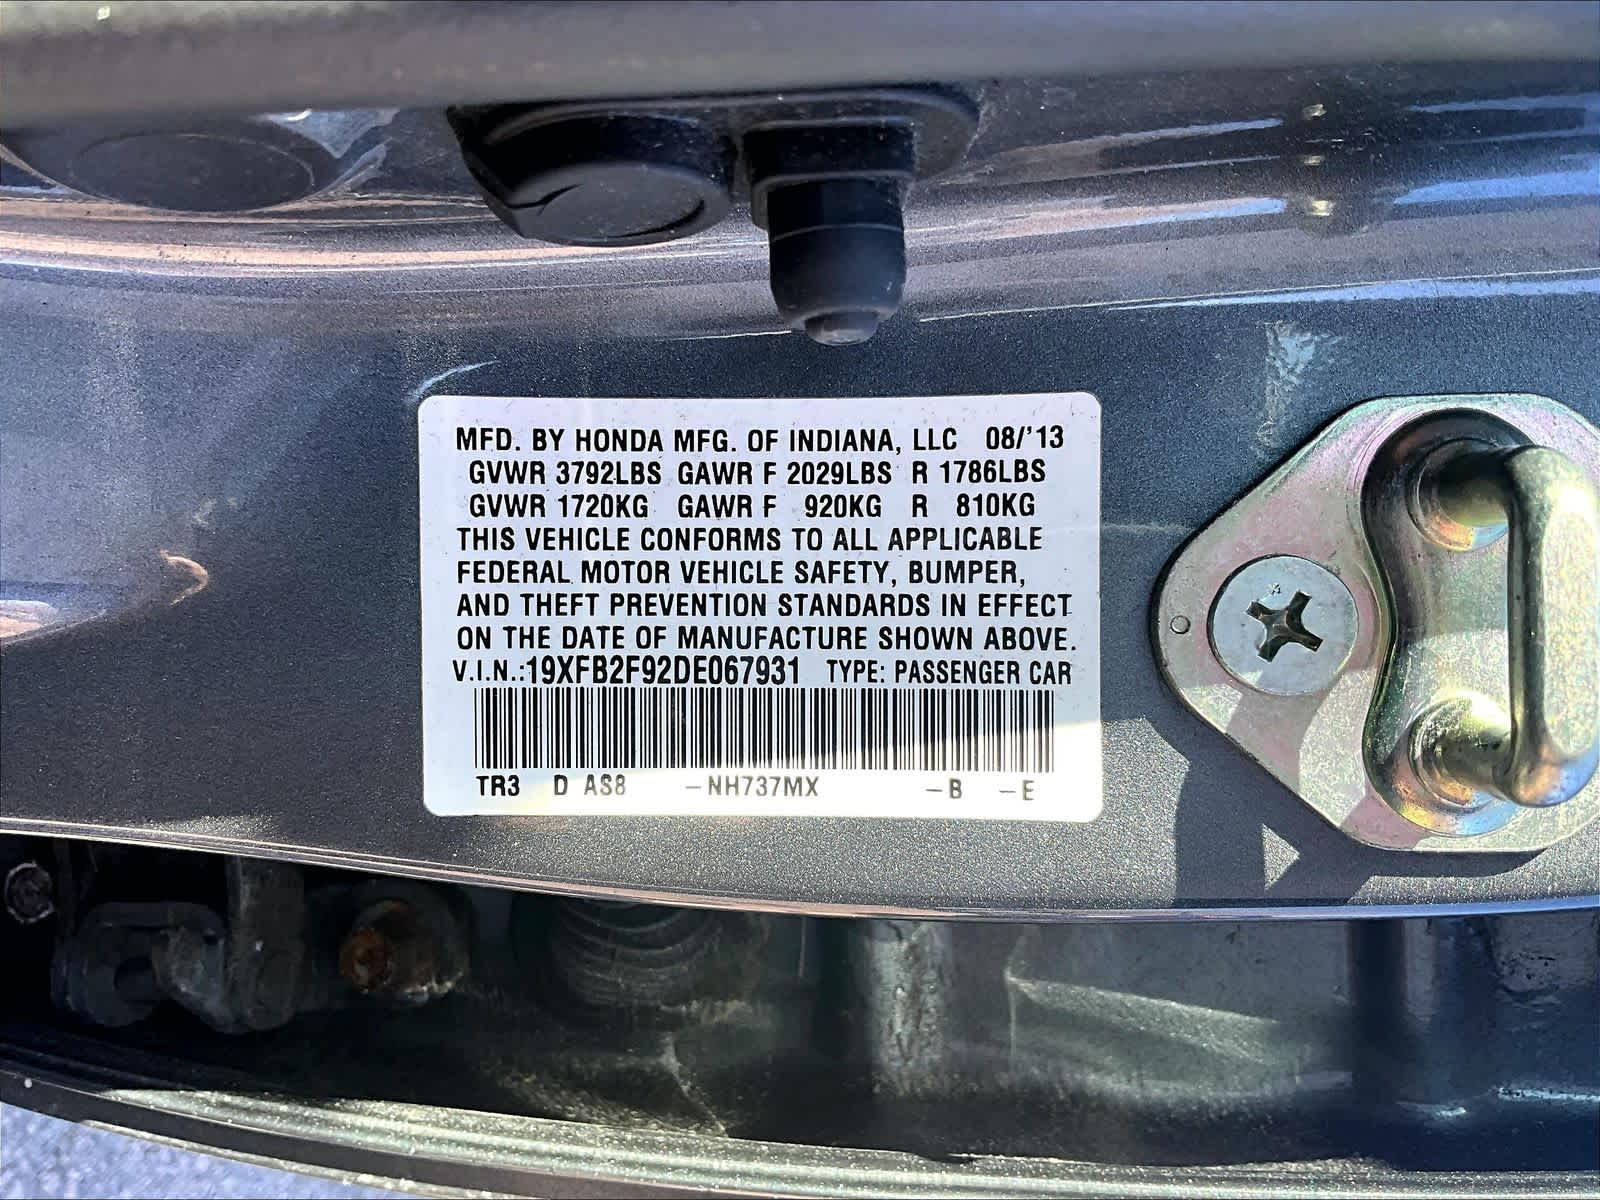 MFD. BY HONDA MFG. OF INDIANA, LLC 08/'13
GVWR 3792LBS GAWR F 2029LBS R 1786LBS
GVWR 1720KG GAWR F 920KG R 810KG
THIS VEHICLE CONFORMS TO ALL APPLICABLE
FEDERAL MOTOR VEHICLE SAFETY, BUMPER,
AND THEFT PREVENTION STANDARDS IN EFFECT
ON THE DATE OF MANUFACTURE SHOWN ABOVE.
V.I.N.:19XFB2F92DE067931 TYPE: PASSENGER CAR
TR3 D AS8 –NH737MX –B –E